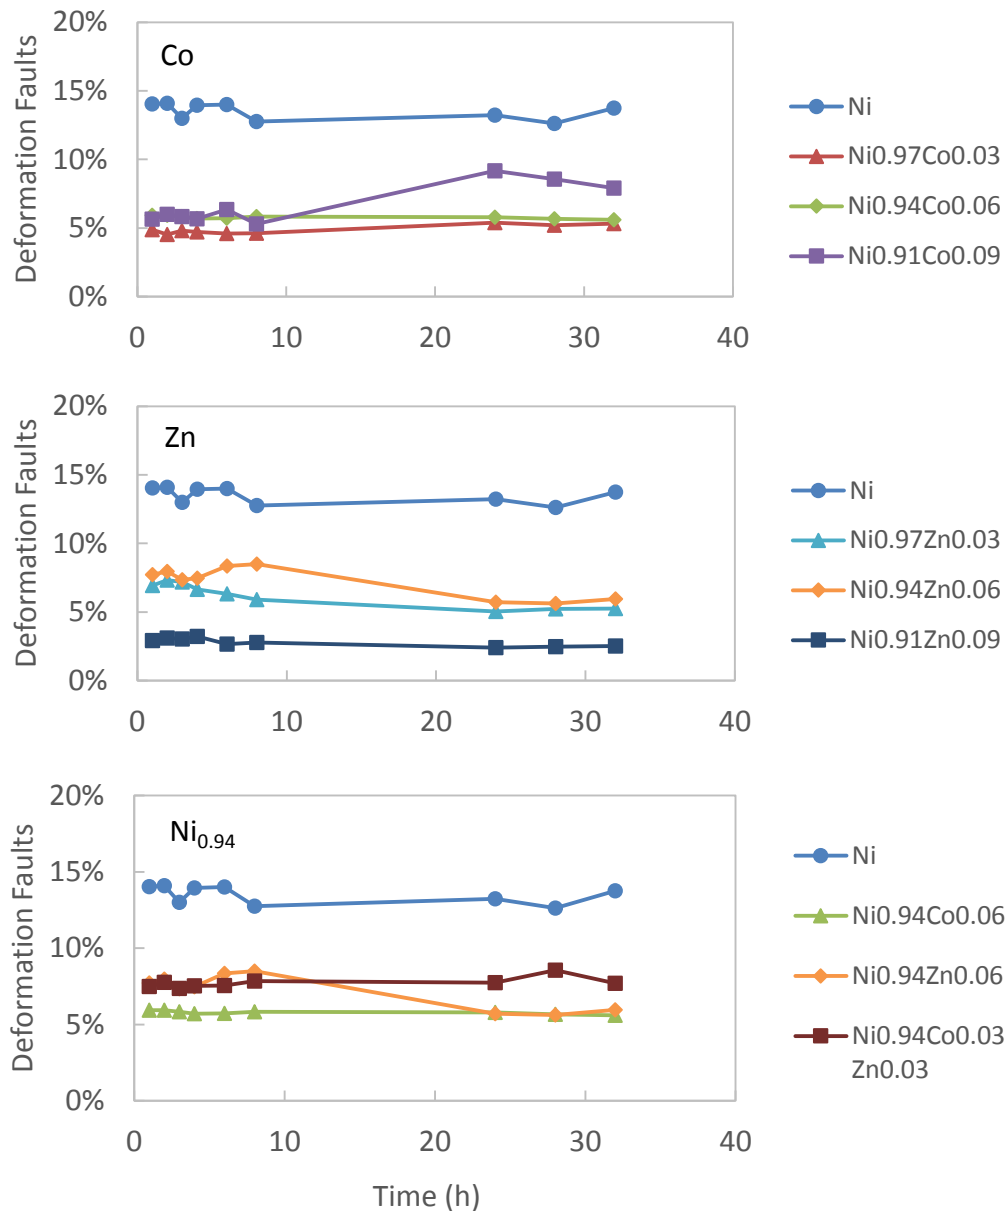 20%
15%
10%
5%
0%
Deformation Faults
Co
0
10
20
30
40
Ni
Ni0.97Co0.03
Ni0.94Co0.06
Ni0.91Co0.09
20%
15%
10%
5%
0%
Deformation Faults
Zn
0
10
20
30
40
Ni
Ni0.97Zn0.03
Ni0.94Zn0.06
Ni0.91Zn0.09
20%
15%
10%
5%
0%
Deformation Faults
Ni0.94
0
10
20
30
40
Time (h)
Ni
Ni0.94Co0.06
Ni0.94Zn0.06
Ni0.94Co0.03
Zn0.03